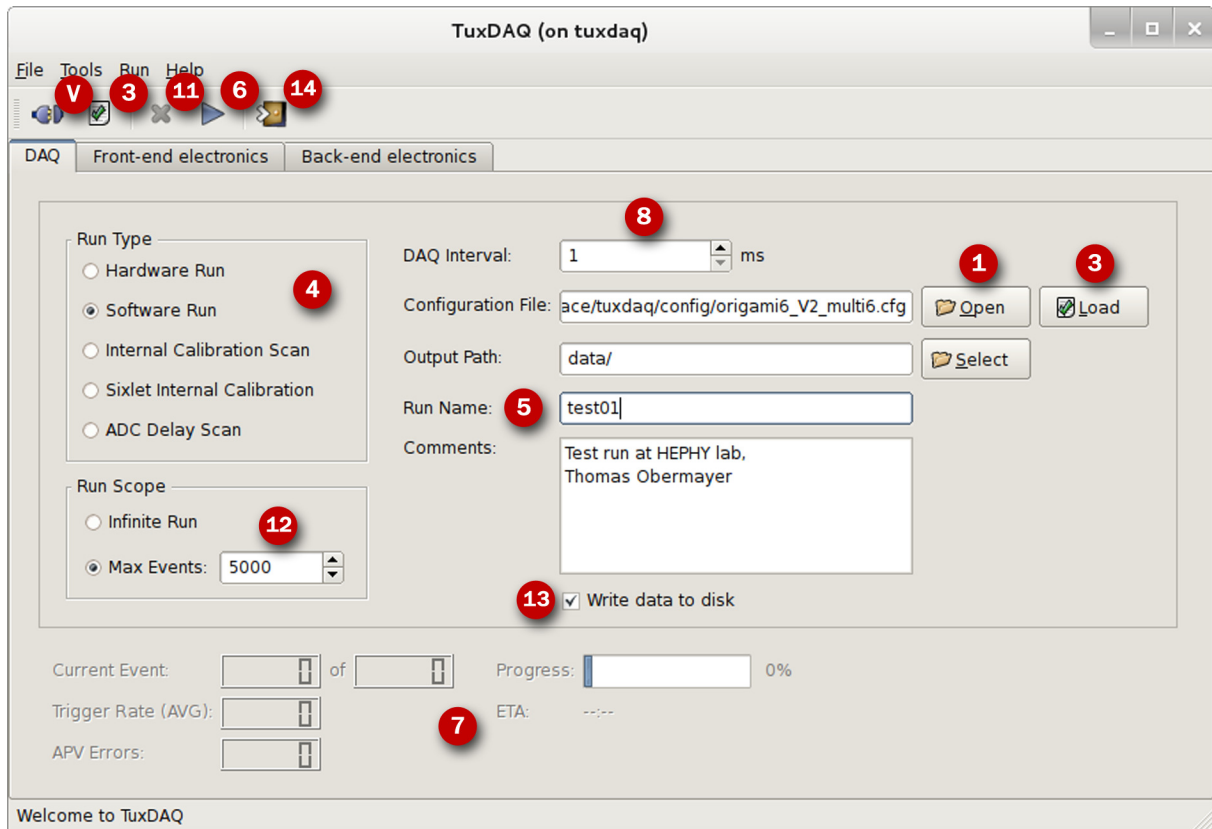 TuxDAQ (on tuxdaq)
File Tools Run Help
V 3 11 6 14
DAQ Front-end electronics Back-end electronics
8
Run Type
Hardware Run
Software Run
Internal Calibration Scan
Sixlet Internal Calibration
ADC Delay Scan
4
Run Scope
Infinite Run
Max Events: 5000
12
DAQ Interval: 1 ms
1 3
Configuration File: ace/tuxdaq/config/origami6_V2_multi6.cfg Open Load
Output Path: data/ Select
Run Name: 5 test01
Comments: Test run at HEPHY lab,
Thomas Obermayer
13 Write data to disk
Current Event: 0 of 0 Progress: 0%
Trigger Rate (AVG): 0 7 ETA: --:--
APV Errors: 0
Welcome to TuxDAQ